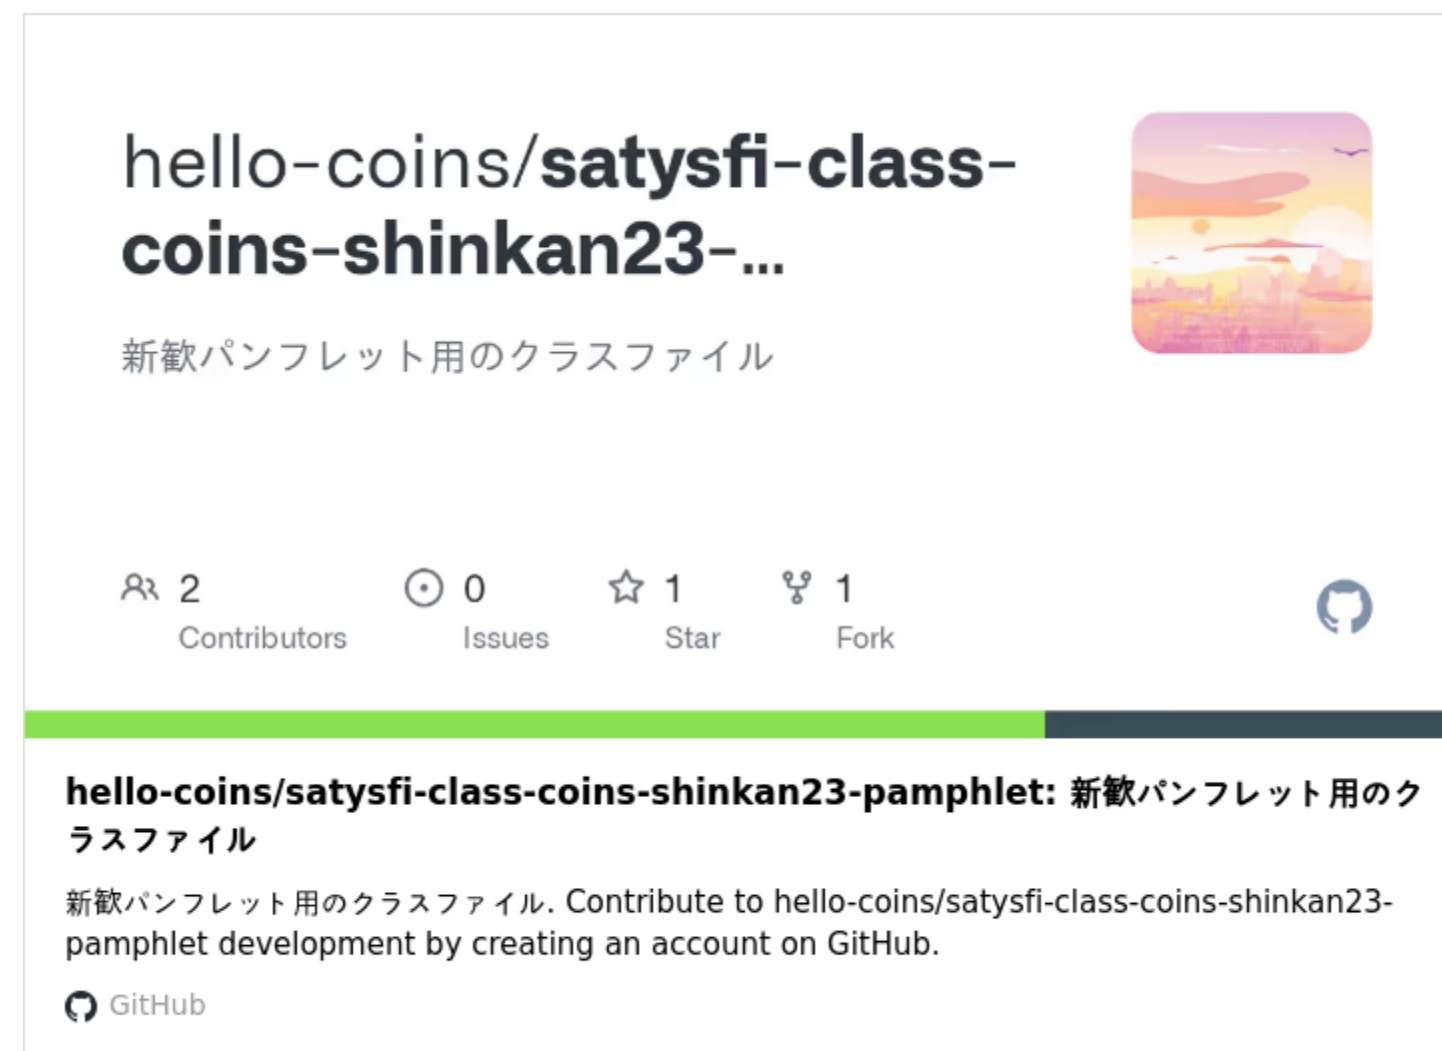 hello-coins/satysfi-class-
coins-shinkan23-...
新歓パンフレット用のクラスファイル
2
Contributors
0
Issues
1
Star
1
Fork
hello-coins/satysfi-class-coins-shinkan23-pamphlet: 新歓パンフレット用のク
ラスファイル
新歓パンフレット用のクラスファイル. Contribute to hello-coins/satysfi-class-coins-shinkan23-
pamphlet development by creating an account on GitHub.
GitHub